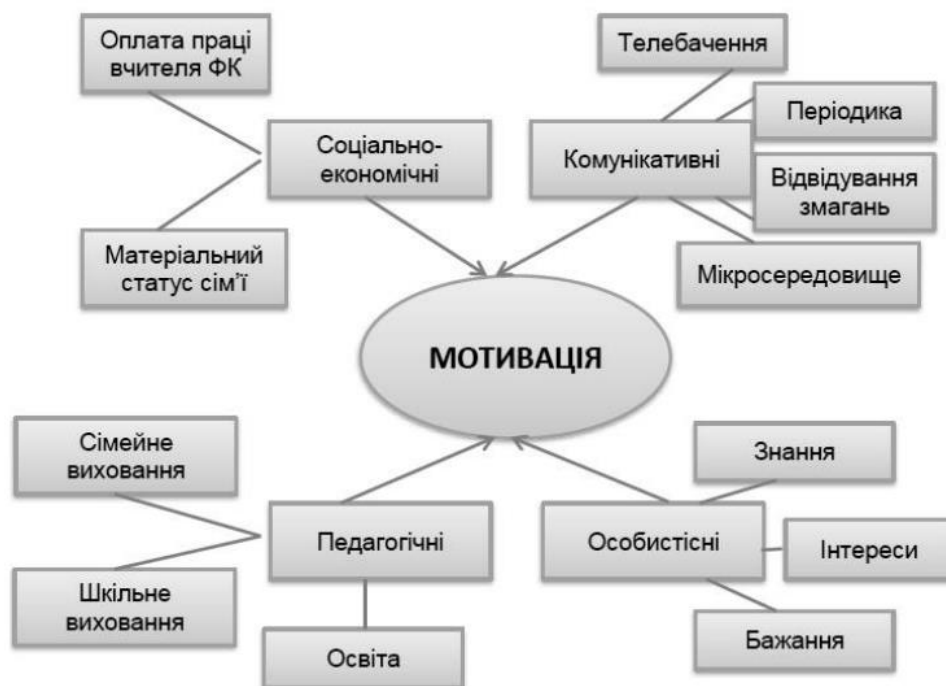 Оплата праці
вчителя ФК
Соціально-
економічні
Матеріальний
статус сім’ї
Телебачення
Комунікативні
Періодика
Відвідування
змагань
Мікросередовище
МОТИВАЦІЯ
Сімейне
виховання
Педагогічні
Шкільне
виховання
Освіта
Знання
Особистісні
Інтереси
Бажання